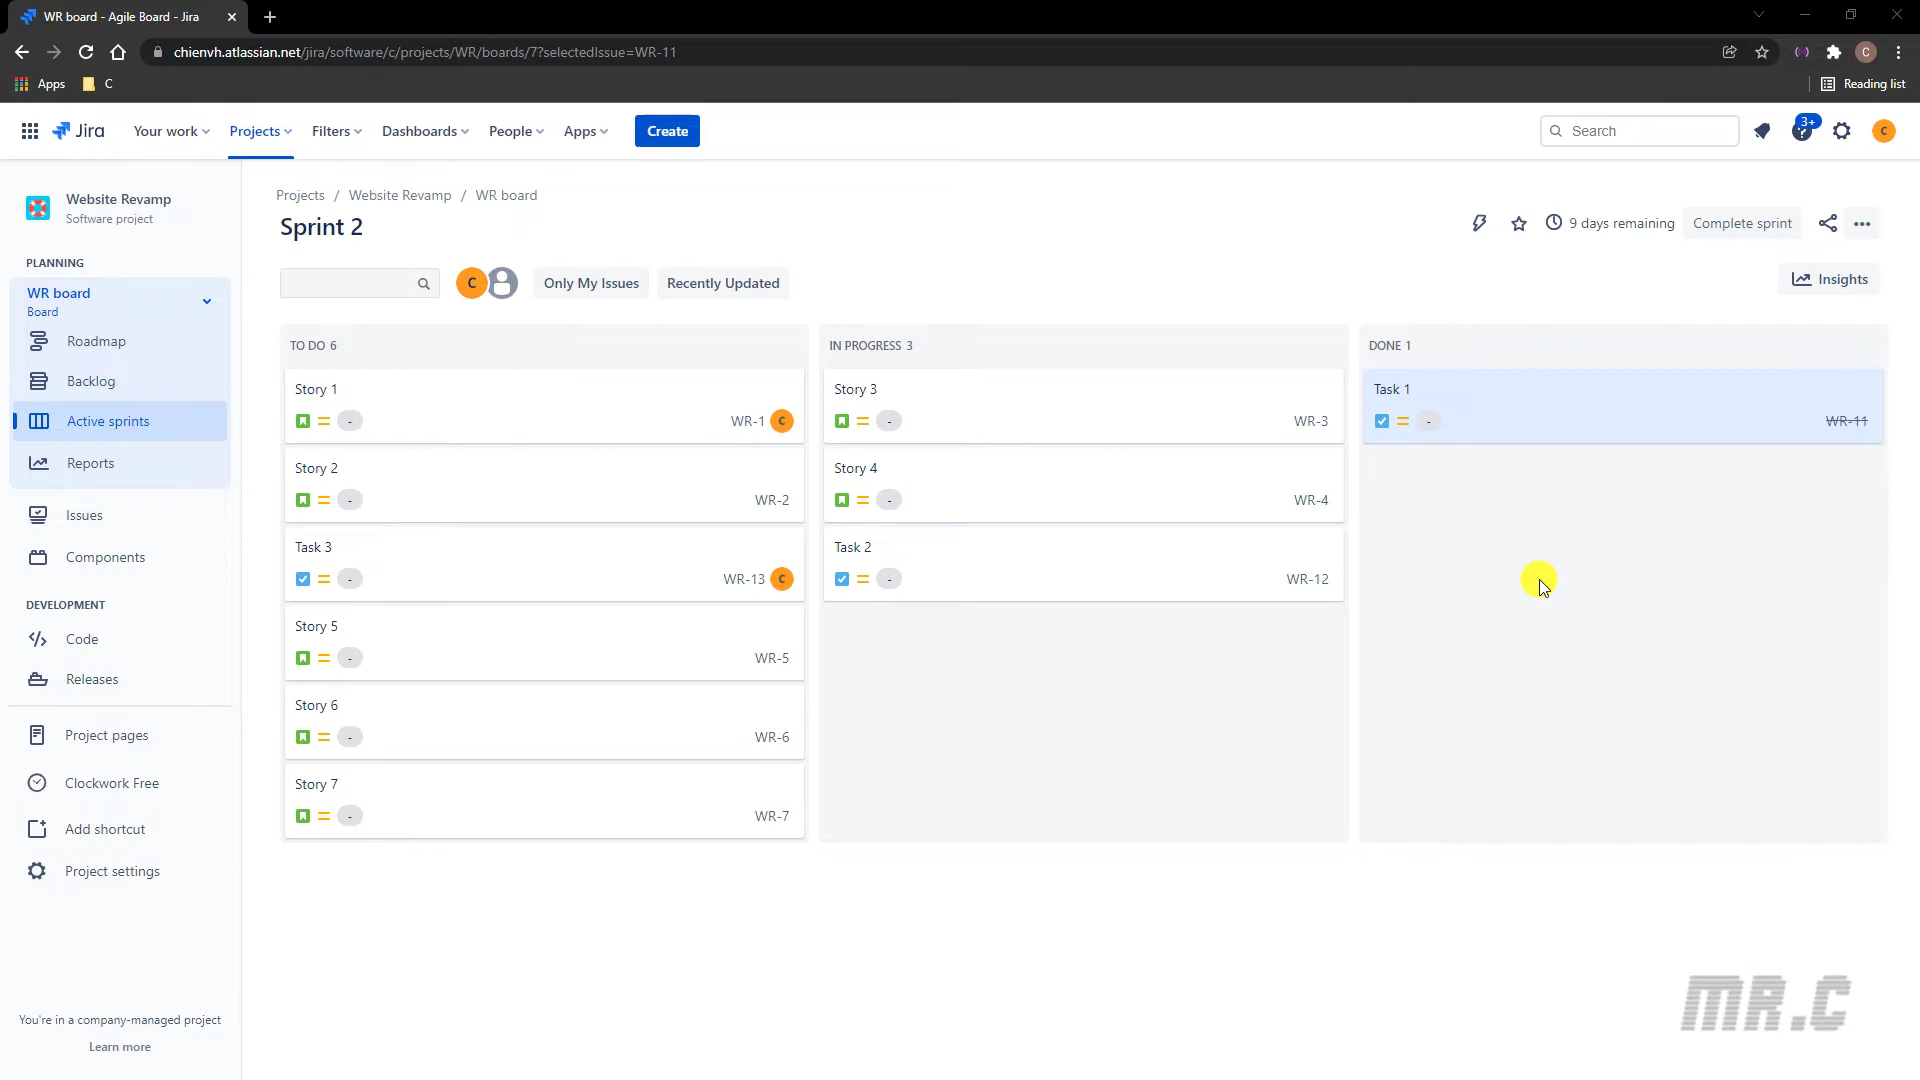 WR board - Agile Board - Jira
chienvh.atlassian.net/jira/software/c/projects/WR/boards/7?selectedIssue=WR-11
C
Apps
C
Reading list
Jira
Your work
Projects
Filters
Dashboards
People
Apps
Create
Search
3+
C
Website Revamp
Software project
PLANNING
WR board
Board
Roadmap
Backlog
Active sprints
Reports
Issues
Components
DEVELOPMENT
Code
Releases
Project pages
Clockwork Free
Add shortcut
Project settings
You're in a company-managed project
Learn more
Projects / Website Revamp / WR board
Sprint 2
9 days remaining
Complete sprint
C
Only My Issues
Recently Updated
Insights
TO DO 6
Story 1
- WR-1 C
Story 2
- WR-2
Task 3
- WR-13 C
Story 5
- WR-5
Story 6
- WR-6
Story 7
- WR-7
IN PROGRESS 3
Story 3
- WR-3
Story 4
- WR-4
Task 2
- WR-12
DONE 1
Task 1
- WR-11
MR.C